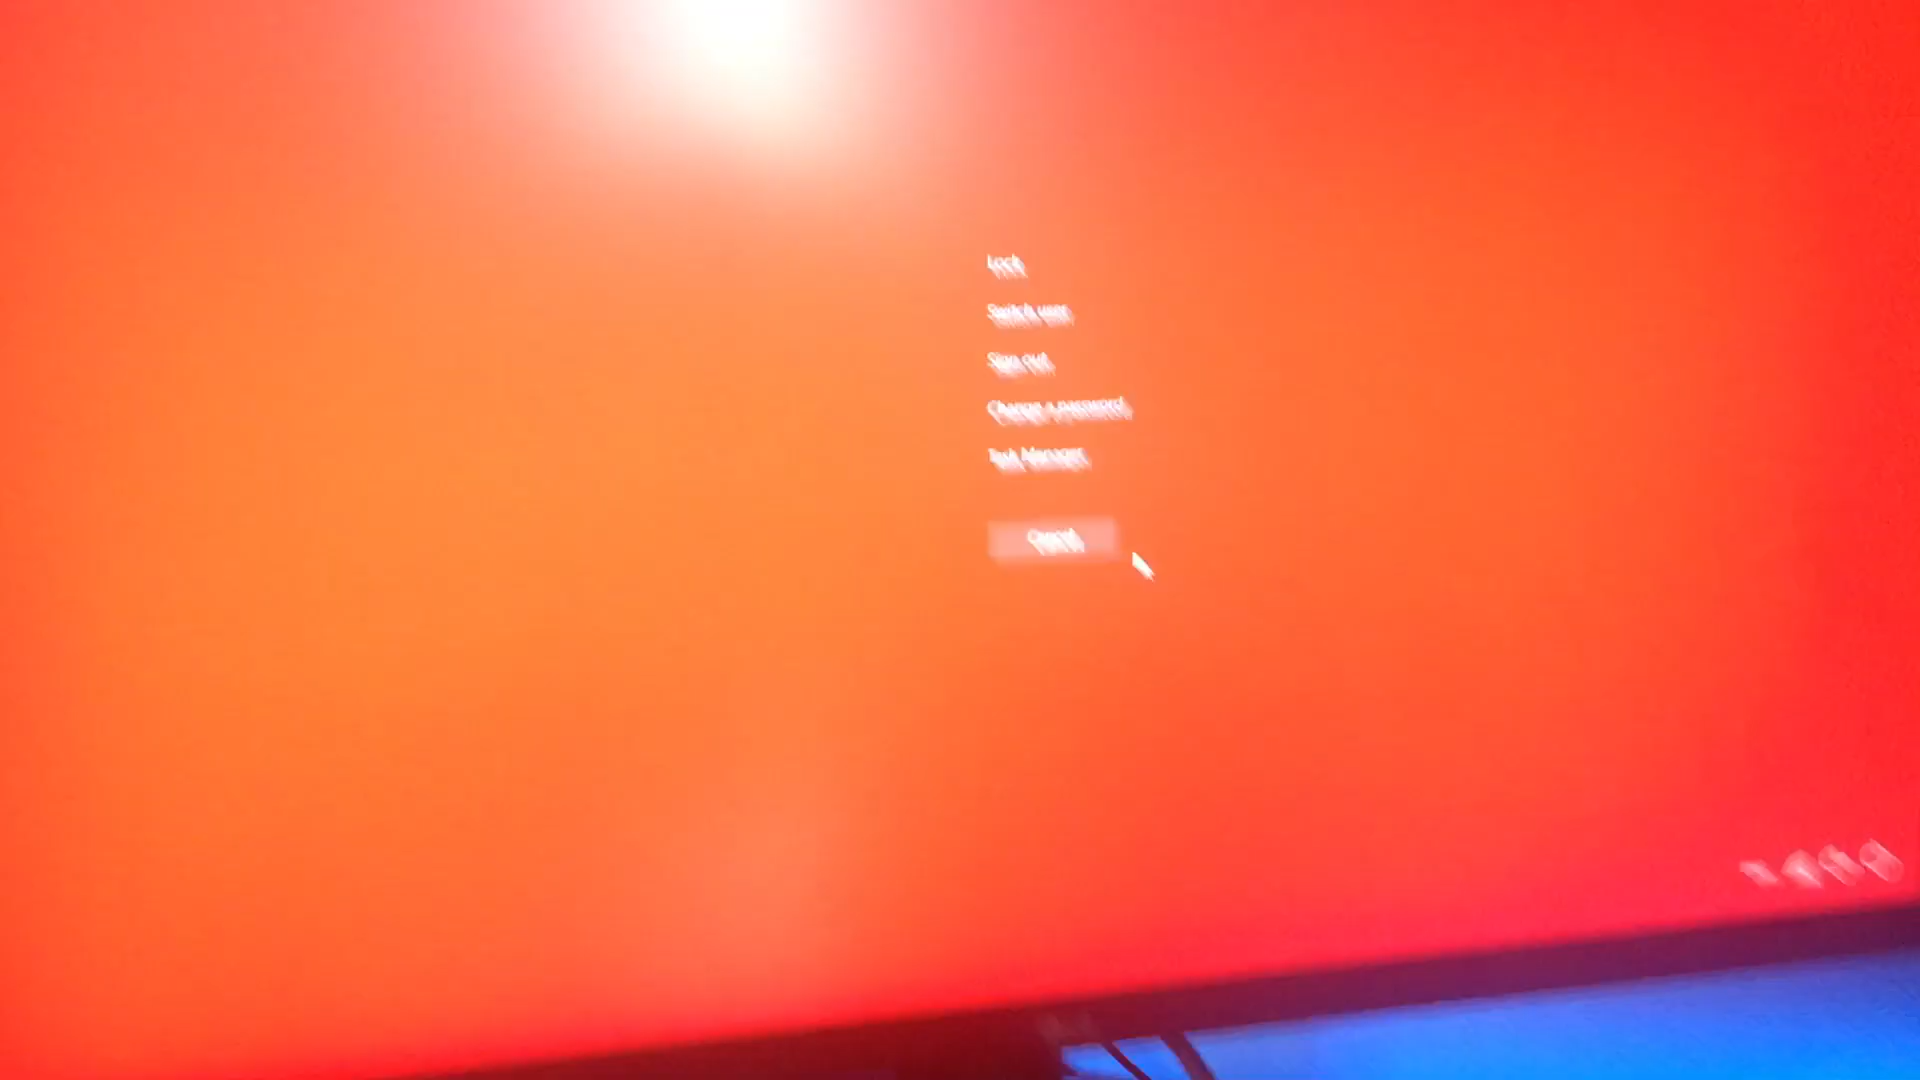 Lock
Switch user
Sign out
Change a password
Task Manager
Cancel